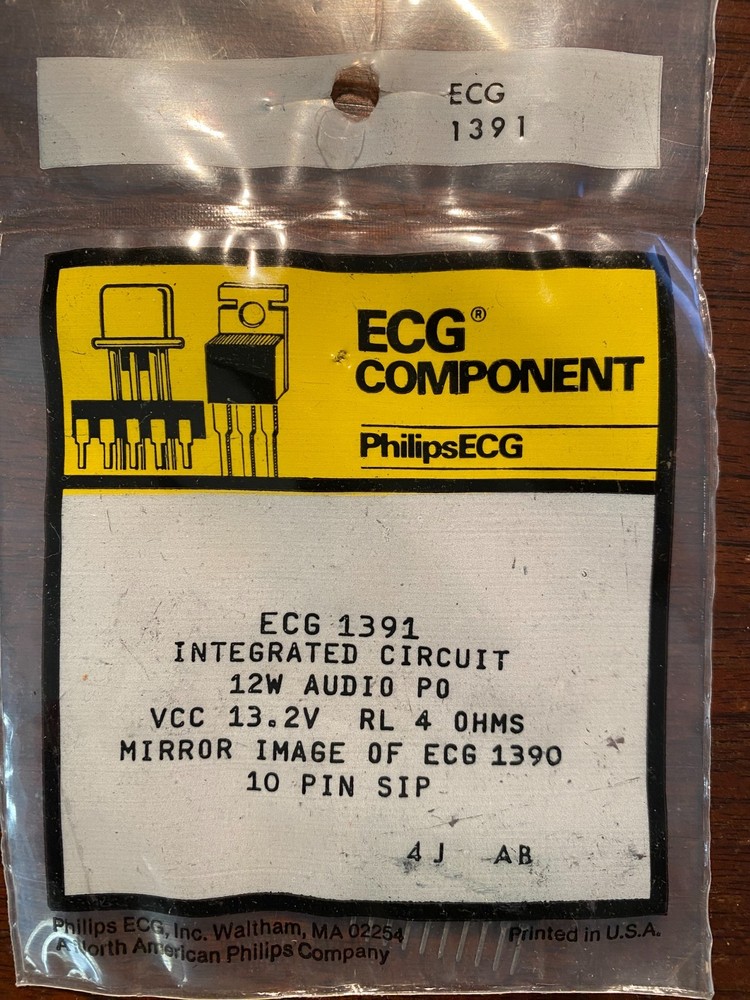 ECG
1391
ECG®
COMPONENT
PhilipsECG
ECG 1391
INTEGRATED CIRCUIT
12W AUDIO PO
VCC 13.2V RL 4 OHMS
MIRROR IMAGE OF ECG 1390
10 PIN SIP
4J AB
Philips ECG, Inc. Waltham, MA 02254
A North American Philips Company
Printed in U.S.A.